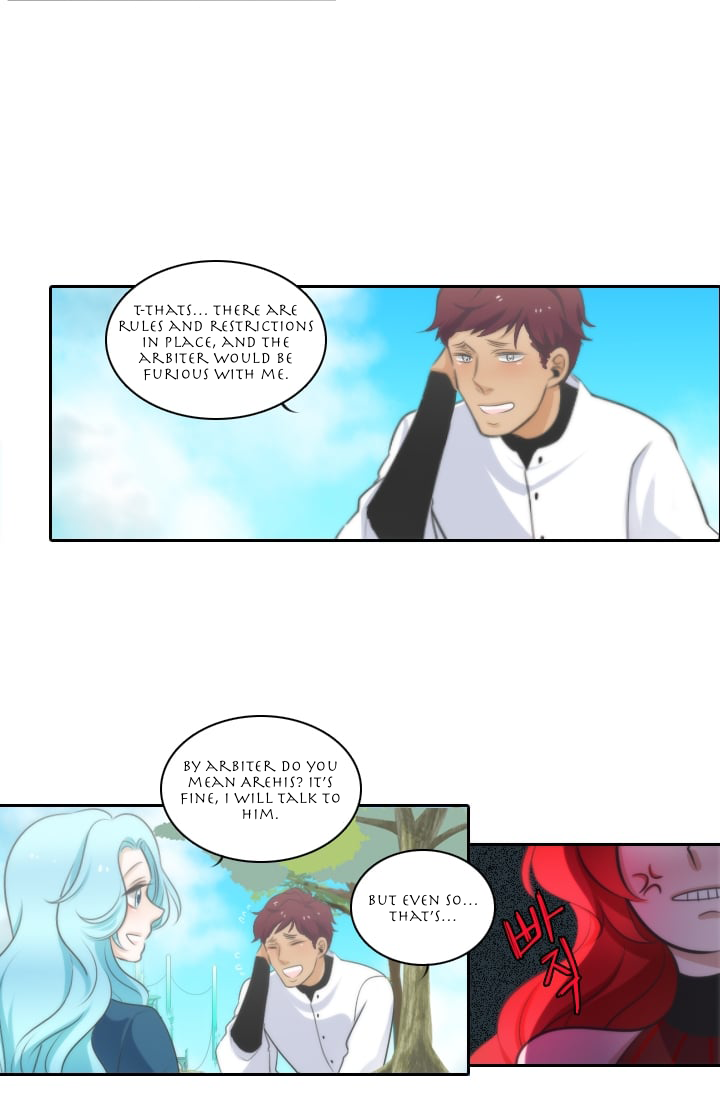 T-THATS... THERE ARE
RULES AND RESTRICTIONS
IN PLACE, AND THE
ARBITER WOULD BE
FURIOUS WITH ME.
BY ARBITER DO YOU
MEAN AREHIS? IT'S
FINE, I WILL TALK TO
HIM.
BUT EVEN SO...
THAT'S...
빠직